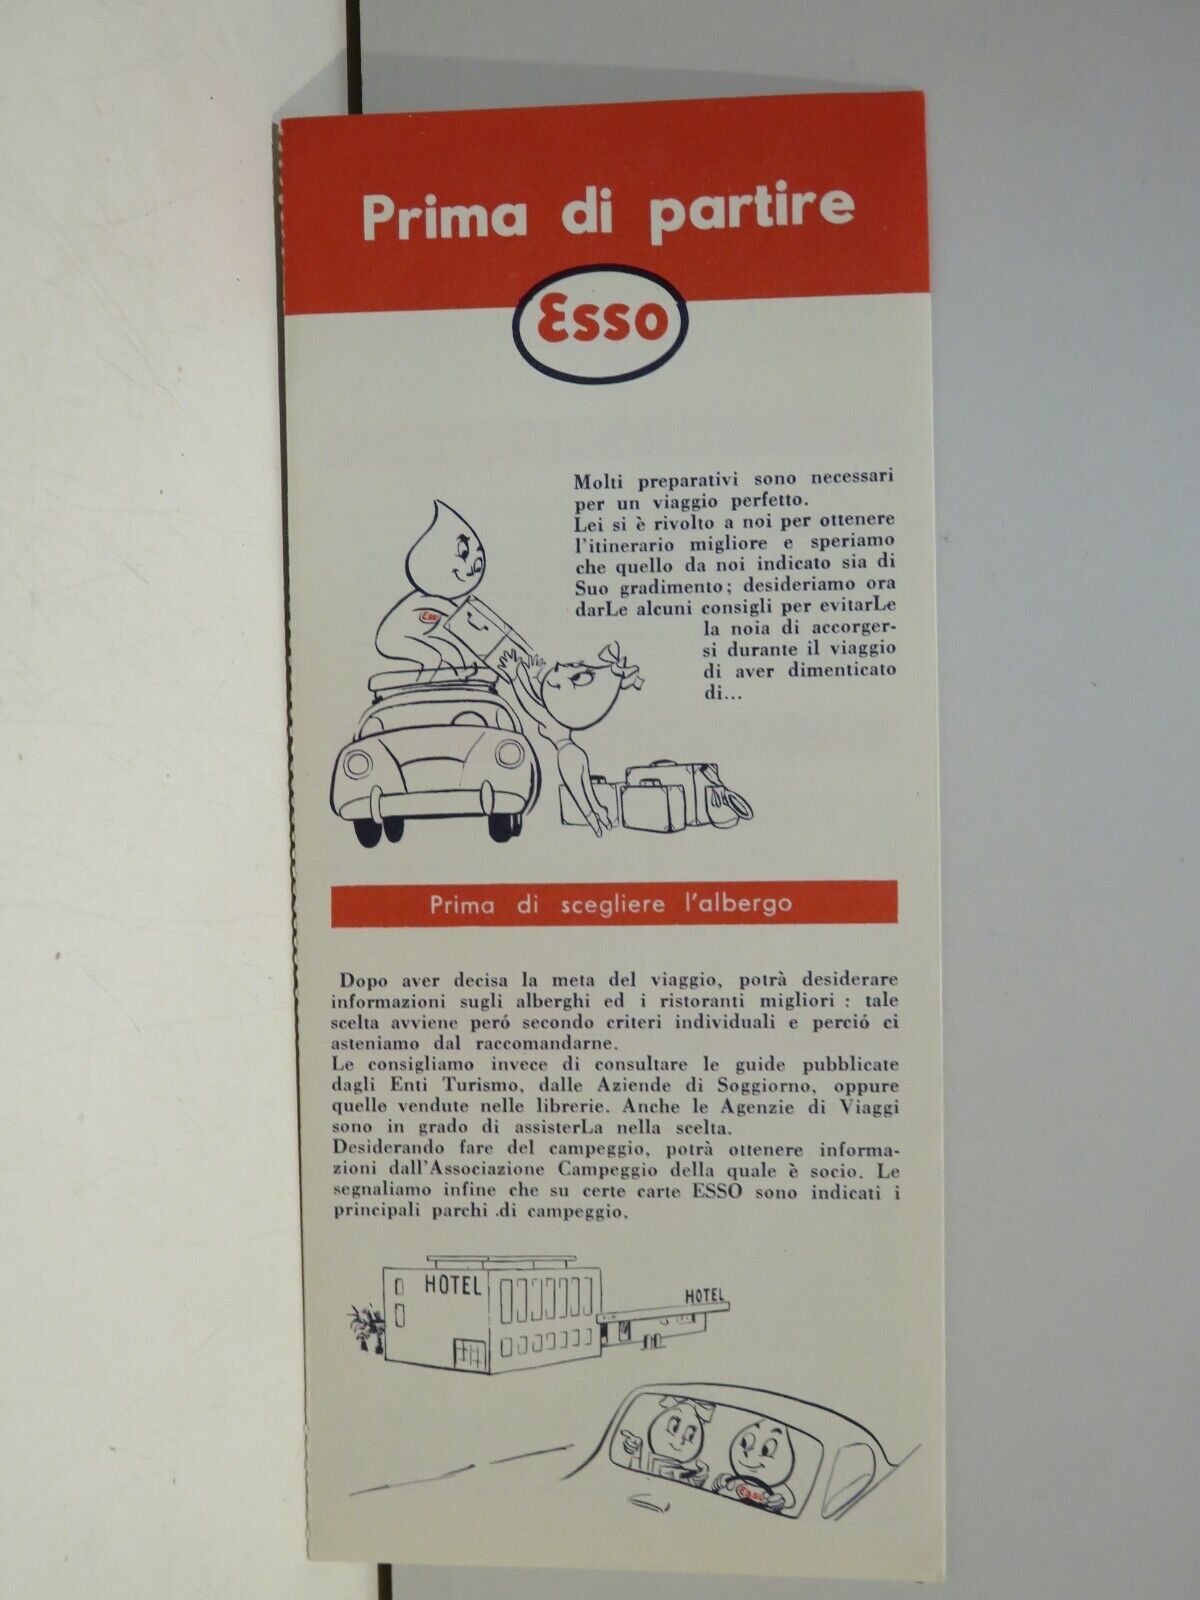 Prima di partire
Esso
Molti preparativi sono necessari
per un viaggio perfetto.
Lei si è rivolto a noi per ottenere
l'itinerario migliore e speriamo
che quello da noi indicato sia di
Suo gradimento; desideriamo ora
darLe alcuni consigli per evitarLe
la noia di accorger-
si durante il viaggio
di aver dimenticato
di...
Esso
Prima di scegliere l'albergo
Dopo aver decisa la meta del viaggio, potrà desiderare
informazioni sugli alberghi ed i ristoranti migliori : tale
scelta avviene peró secondo criteri individuali e perció ci
asteniamo dal raccomandarne.
Le consigliamo invece di consultare le guide pubblicate
dagli Enti Turismo, dalle Aziende di Soggiorno, oppure
quelle vendute nelle librerie. Anche le Agenzie di Viaggi
sono in grado di assisterLa nella scelta.
Desiderando fare del campeggio, potrà ottenere informa-
zioni dall'Associazione Campeggio della quale è socio. Le
segnaliamo infine che su certe carte ESSO sono indicati i
principali parchi .di campeggio.
HOTEL
HOTEL
Esso